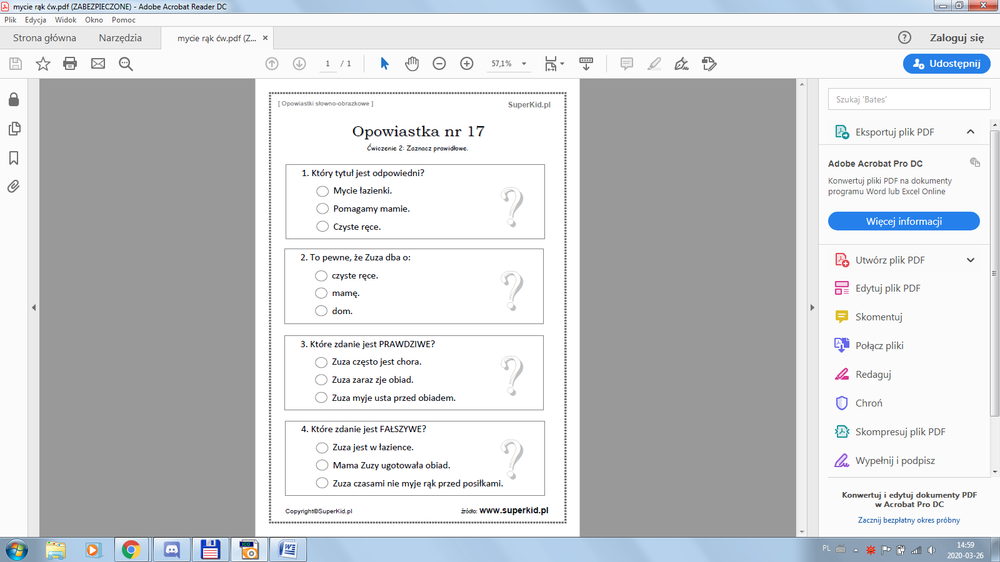 mycie rąk ćw.pdf (ZABEZPIECZONE) - Adobe Acrobat Reader DC
Plik Edycja Widok Okno Pomoc
Strona główna Narzędzia mycie rąk ćw.pdf (Z... × Zaloguj się
1 / 1 57,1% Udostępnij
[ Opowiastki słowno-obrazkowe ] SuperKid.pl
Opowiastka nr 17
Ćwiczenie 2: Zaznacz prawidłowe.
1. Który tytuł jest odpowiedni?
Mycie łazienki.
Pomagamy mamie.
Czyste ręce.
?
2. To pewne, że Zuza dba o:
czyste ręce.
mamę.
dom.
?
3. Które zdanie jest PRAWDZIWE?
Zuza często jest chora.
Zuza zaraz zje obiad.
Zuza myje usta przed obiadem.
?
4. Które zdanie jest FAŁSZYWE?
Zuza jest w łazience.
Mama Zuzy ugotowała obiad.
Zuza czasami nie myje rąk przed posiłkami.
?
Copyright©SuperKid.pl źródło: www.superkid.pl
Szukaj 'Bates'
Eksportuj plik PDF
Adobe Acrobat Pro DC
Konwertuj pliki PDF na dokumenty
programu Word lub Excel Online
Więcej informacji
Utwórz plik PDF
Edytuj plik PDF
Skomentuj
Połącz pliki
Redaguj
Chroń
Skompresuj plik PDF
Wypełnij i podpisz
Konwertuj i edytuj dokumenty PDF
w Acrobat Pro DC
Zacznij bezpłatny okres próbny
ICO
PL
14:59
2020-03-26